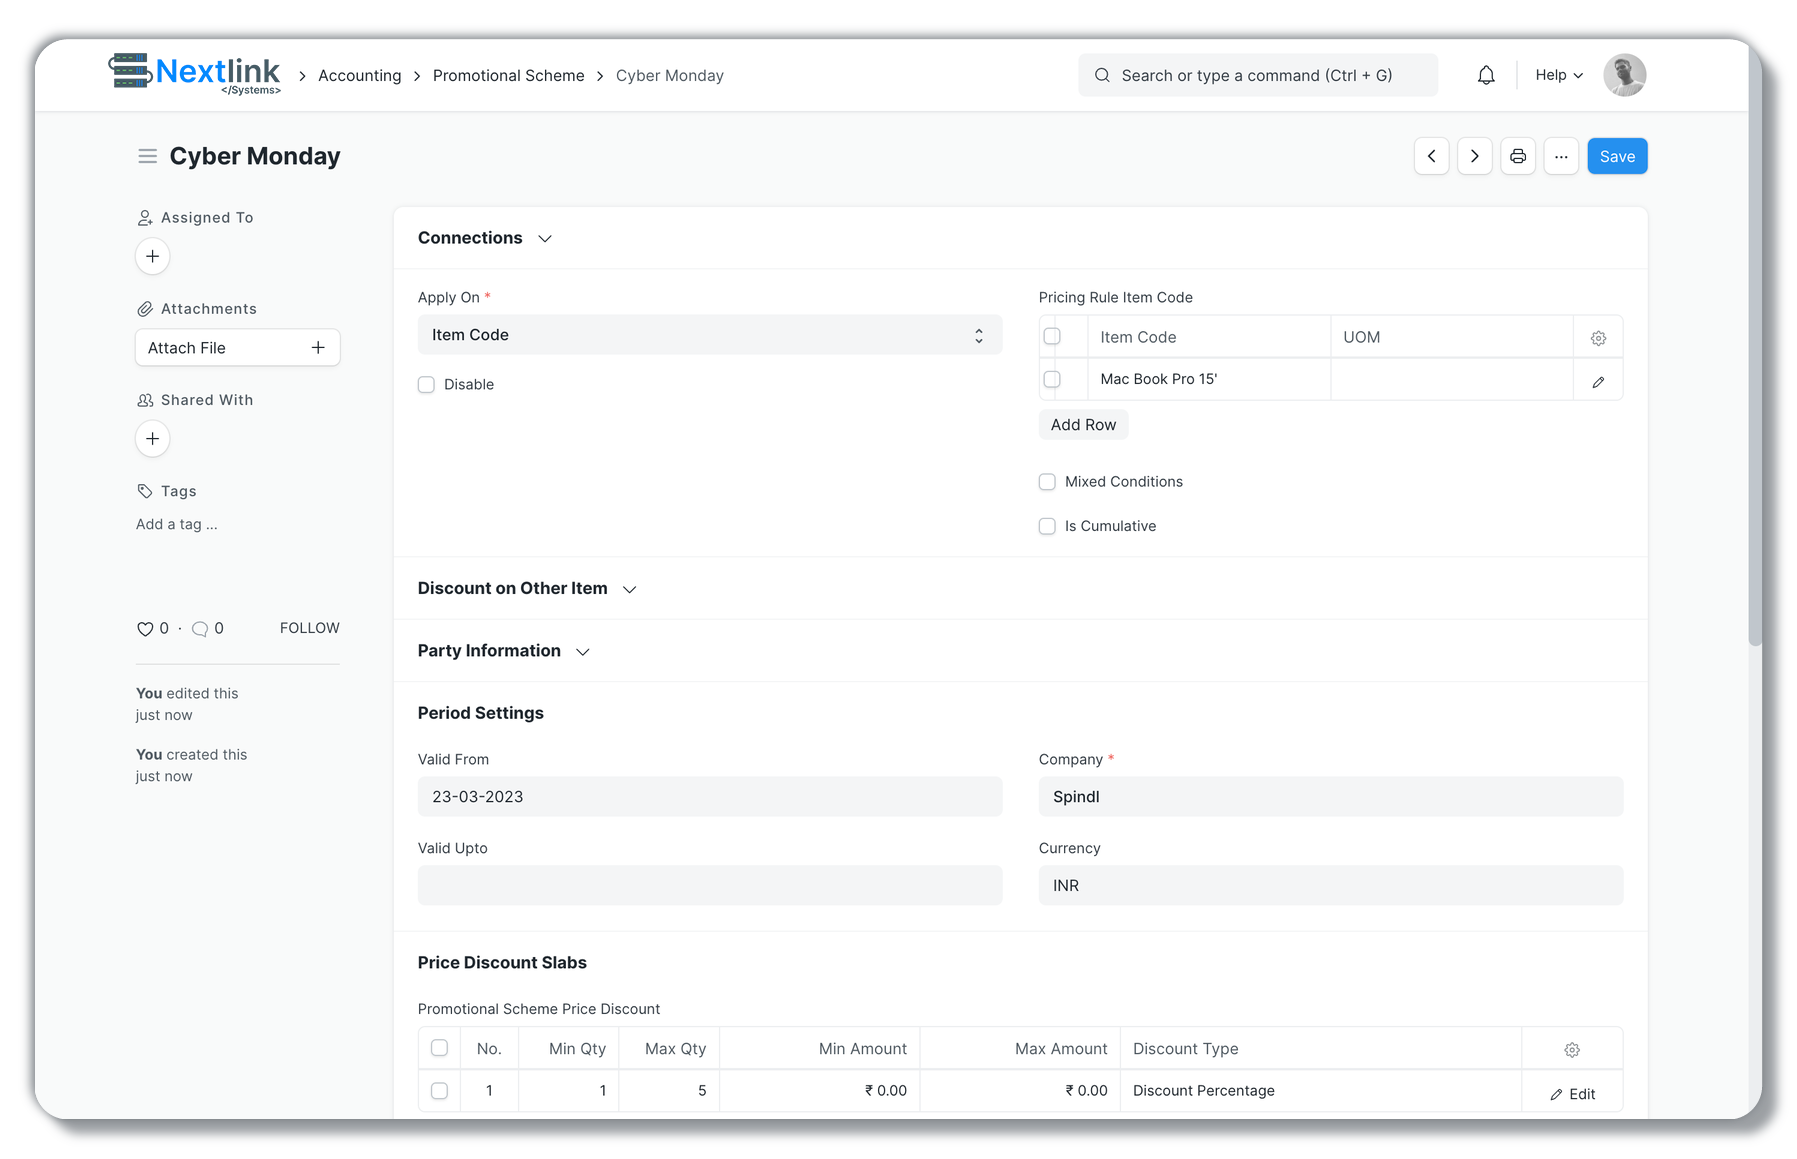 Nextlink
</Systems>
Accounting
Promotional Scheme
Cyber Monday
Search or type a command (Ctrl + G)
Help
Cyber Monday
Save
Assigned To
Attachments
Attach File
Shared With
Tags
Add a tag ...
0 · 0 FOLLOW
You edited this
just now
You created this
just now
Connections
Apply On *
Item Code
Disable
Pricing Rule Item Code
Item Code UOM
Mac Book Pro 15'
Add Row
Mixed Conditions
Is Cumulative
Discount on Other Item
Party Information
Period Settings
Valid From
23-03-2023
Company *
Spindl
Valid Upto
Currency
INR
Price Discount Slabs
Promotional Scheme Price Discount
No. Min Qty Max Qty Min Amount Max Amount Discount Type
1 1 5 ₹ 0.00 ₹ 0.00 Discount Percentage Edit